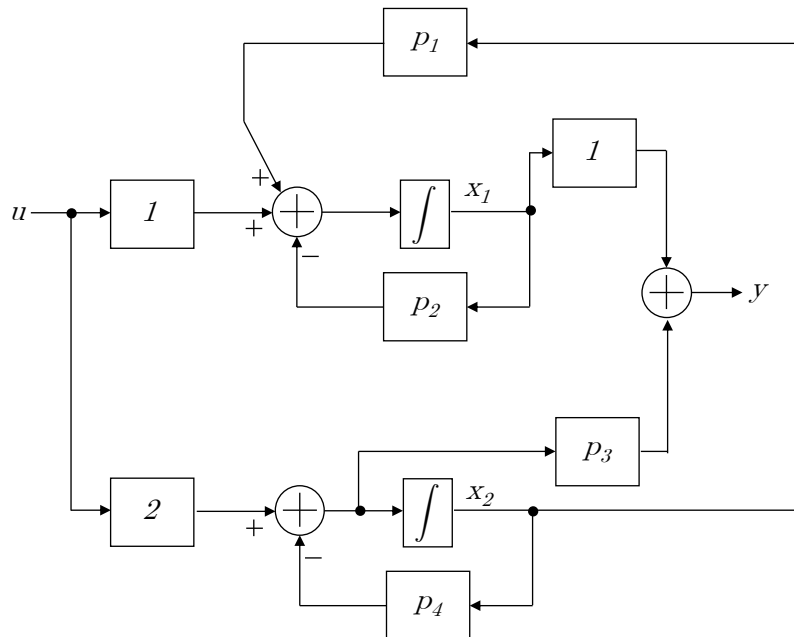 p₁
1
+
x₁
u
1
+
∫
−
p₂
y
p₃
x₂
2
+
∫
−
p₄